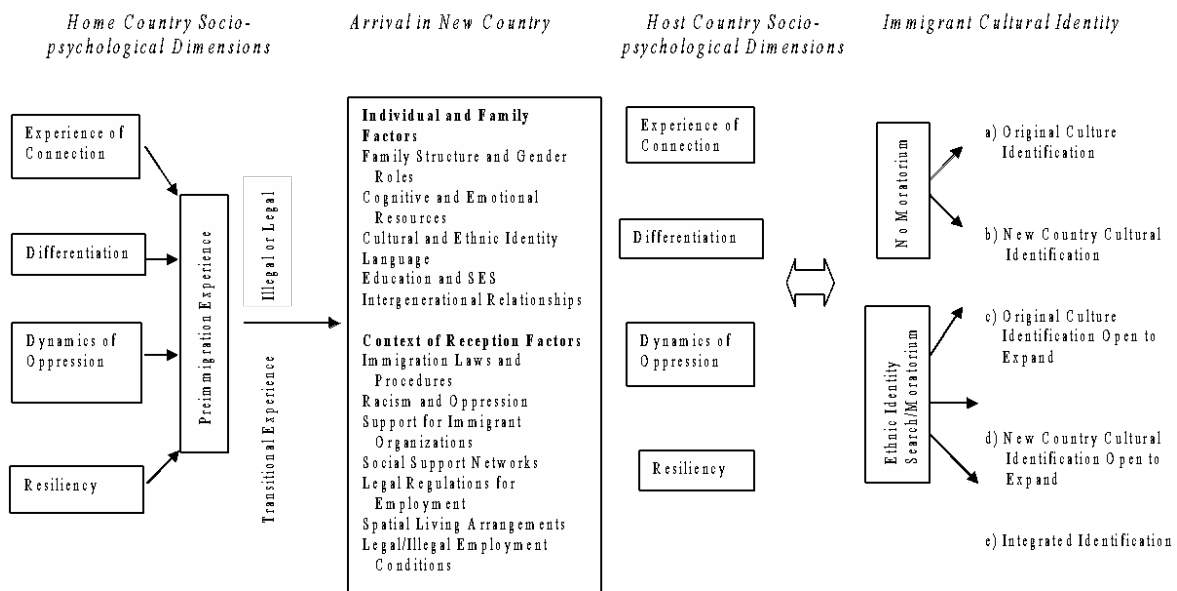 Home Country Socio-
psychological Dimensions
Arrival in New Country
Host Country Socio-
psychological Dimensions
Immigrant Cultural Identity
Experience of
Connection
Differentiation
Dynamics of
Oppression
Resiliency
Preimmigration Experience
Illegal or Legal
Transitional Experience
Individual and Family
Factors
Family Structure and Gender
Roles
Cognitive and Emotional
Resources
Cultural and Ethnic Identity
Language
Education and SES
Intergenerational Relationships
Context of Reception Factors
Immigration Laws and
Procedures
Racism and Oppression
Support for Immigrant
Organizations
Social Support Networks
Legal Regulations for
Employment
Spatial Living Arrangements
Legal/Illegal Employment
Conditions
Experience of
Connection
Differentiation
Dynamics of
Oppression
Resiliency
No Moratorium
a) Original Culture
Identification
b) New Country Cultural
Identification
Ethnic Identity
Search/Moratorium
c) Original Culture
Identification Open to
Expand
d) New Country Cultural
Identification Open to
Expand
e) Integrated Identification